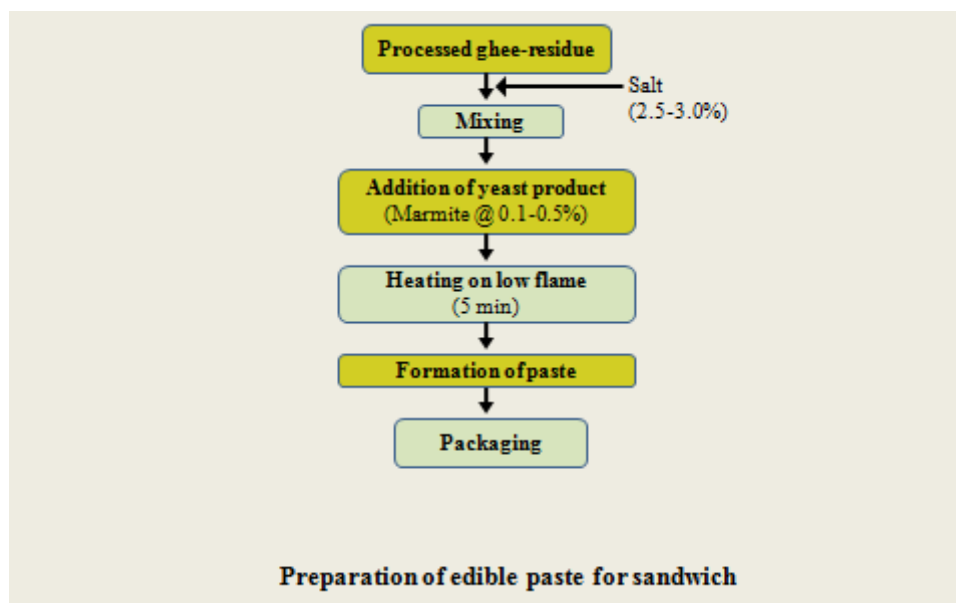 Processed ghee-residue
Salt
(2.5-3.0%)
Mixing
Addition of yeast product
(Marmite @ 0.1-0.5%)
Heating on low flame
(5 min)
Formation of paste
Packaging
Preparation of edible paste for sandwich